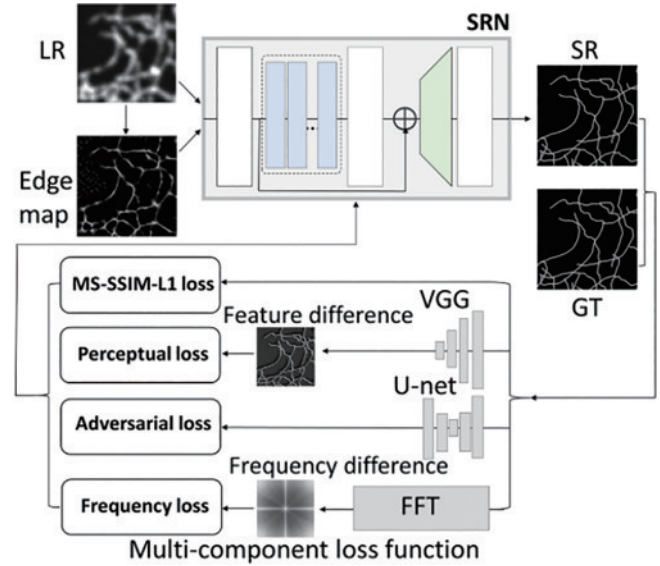 SRN
LR
SR
Edge
map
GT
MS-SSIM-L1 loss
VGG
Feature difference
Perceptual loss
U-net
Adversarial loss
Frequency difference
Frequency loss
FFT
Multi-component loss function